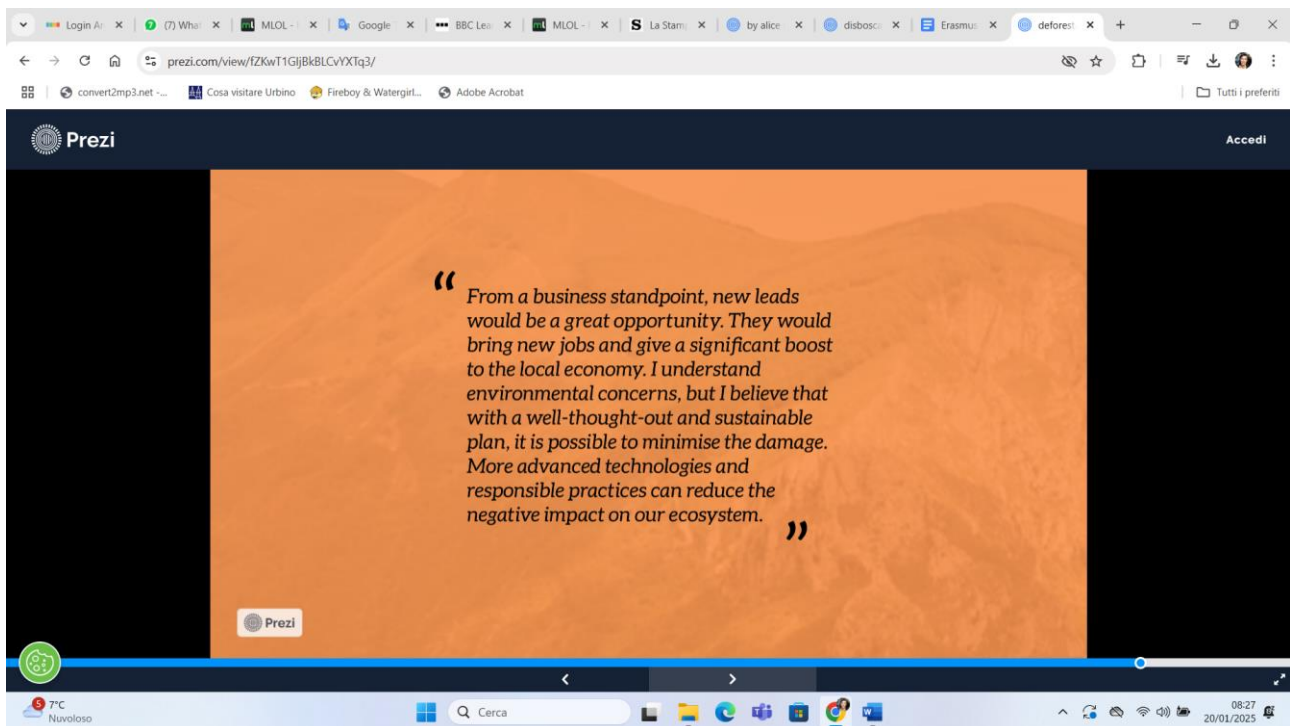 Login Ar
(7) What
MLOL -
Google
BBC Lea
MLOL -
La Stam
by alice
disbosca
Erasmus
deforest
prezi.com/view/fZKwT1GIjBkBLCvYXTq3/
convert2mp3.net -...
Cosa visitare Urbino
Fireboy & Watergirl...
Adobe Acrobat
Tutti i preferiti
Prezi
Accedi
“
From a business standpoint, new leads
would be a great opportunity. They would
bring new jobs and give a significant boost
to the local economy. I understand
environmental concerns, but I believe that
with a well-thought-out and sustainable
plan, it is possible to minimise the damage.
More advanced technologies and
responsible practices can reduce the
negative impact on our ecosystem.
”
Prezi
5
7°C
Nuvoloso
Cerca
08:27
20/01/2025